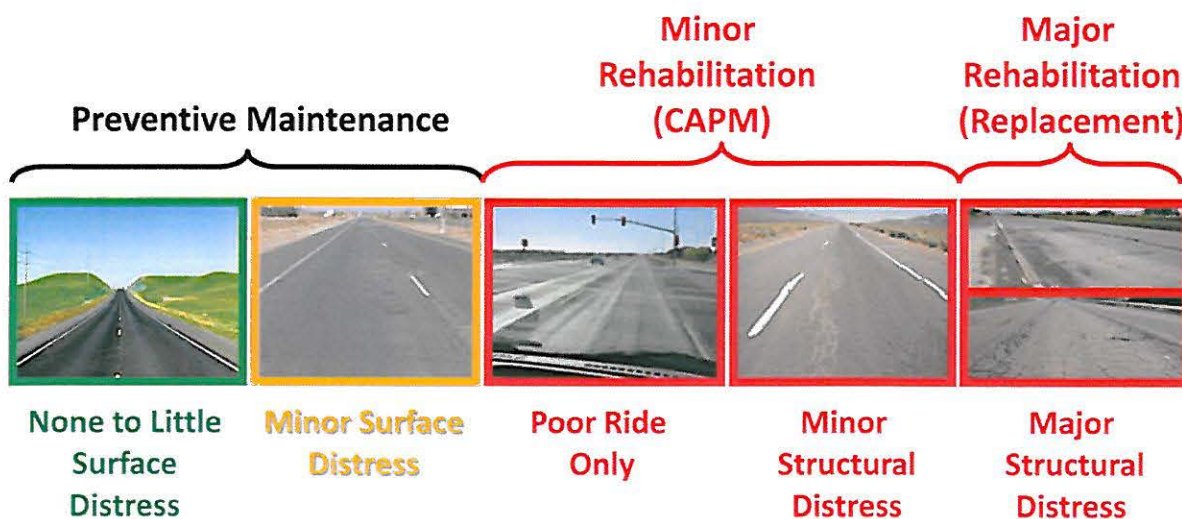 Preventive Maintenance
Minor
Rehabilitation
(CAPM)
Major
Rehabilitation
(Replacement)
None to Little
Surface
Distress
Minor Surface
Distress
Poor Ride
Only
Minor
Structural
Distress
Major
Structural
Distress